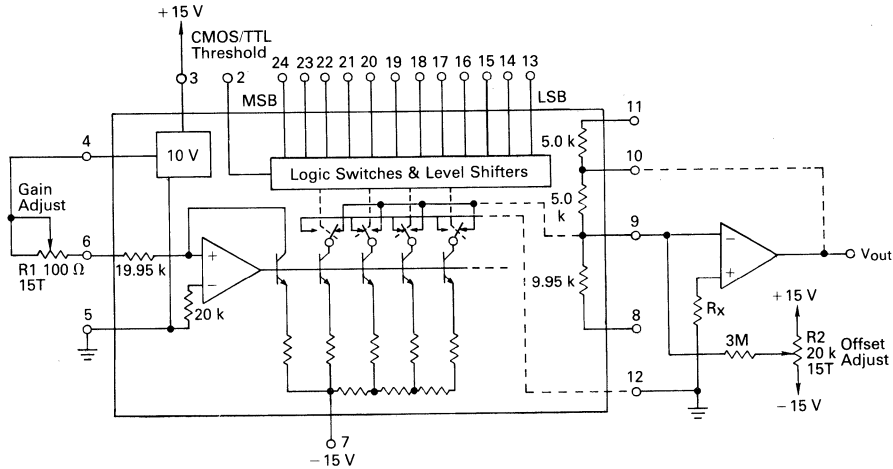 +15 V
CMOS/TTL
Threshold
3
2
24 23 22 21 20 19 18 17 16 15 14 13
MSB
LSB
11
4
10 V
5.0 k
10
Logic Switches & Level Shifters
Gain
Adjust
5.0
k
9
6
R1 100 Ω
15T
19.95 k
+
−
−
+
Vout
20 k
9.95 k
RX
+15 V
5
8
3M
R2
20 k
15T
Offset
Adjust
12
−15 V
7
−15 V